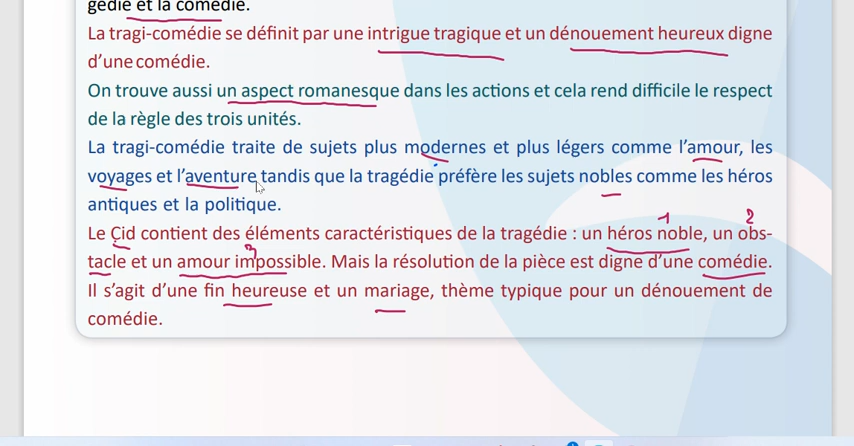 gédie et la comédie.
La tragi-comédie se définit par une intrigue tragique et un dénouement heureux digne
d'une comédie.
On trouve aussi un aspect romanesque dans les actions et cela rend difficile le respect
de la règle des trois unités.
La tragi-comédie traite de sujets plus modernes et plus légers comme l'amour, les
voyages et l'aventure tandis que la tragédie préfère les sujets nobles comme les héros
antiques et la politique.
1 2
Le Cid contient des éléments caractéristiques de la tragédie : un héros noble, un obs-
3
tacle et un amour impossible. Mais la résolution de la pièce est digne d'une comédie.
Il s'agit d'une fin heureuse et un mariage, thème typique pour un dénouement de
comédie.